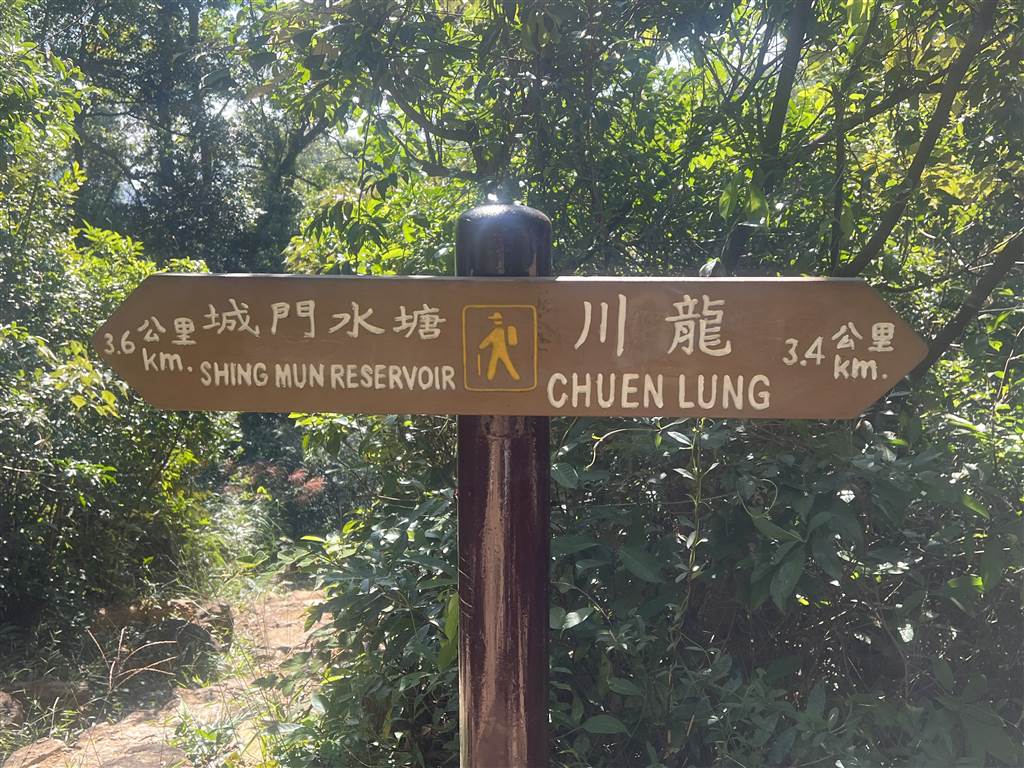 3.6 公里 km.
城門水塘
SHING MUN RESERVOIR
川龍
CHUEN LUNG
3.4 公里 km.